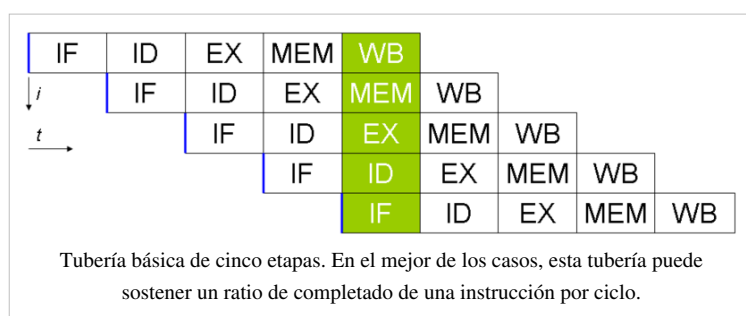 IF ID EX MEM WB
i IF ID EX MEM WB
t IF ID EX MEM WB
IF ID EX MEM WB
IF ID EX MEM WB
Tubería básica de cinco etapas. En el mejor de los casos, esta tubería puede
sostener un ratio de completado de una instrucción por ciclo.